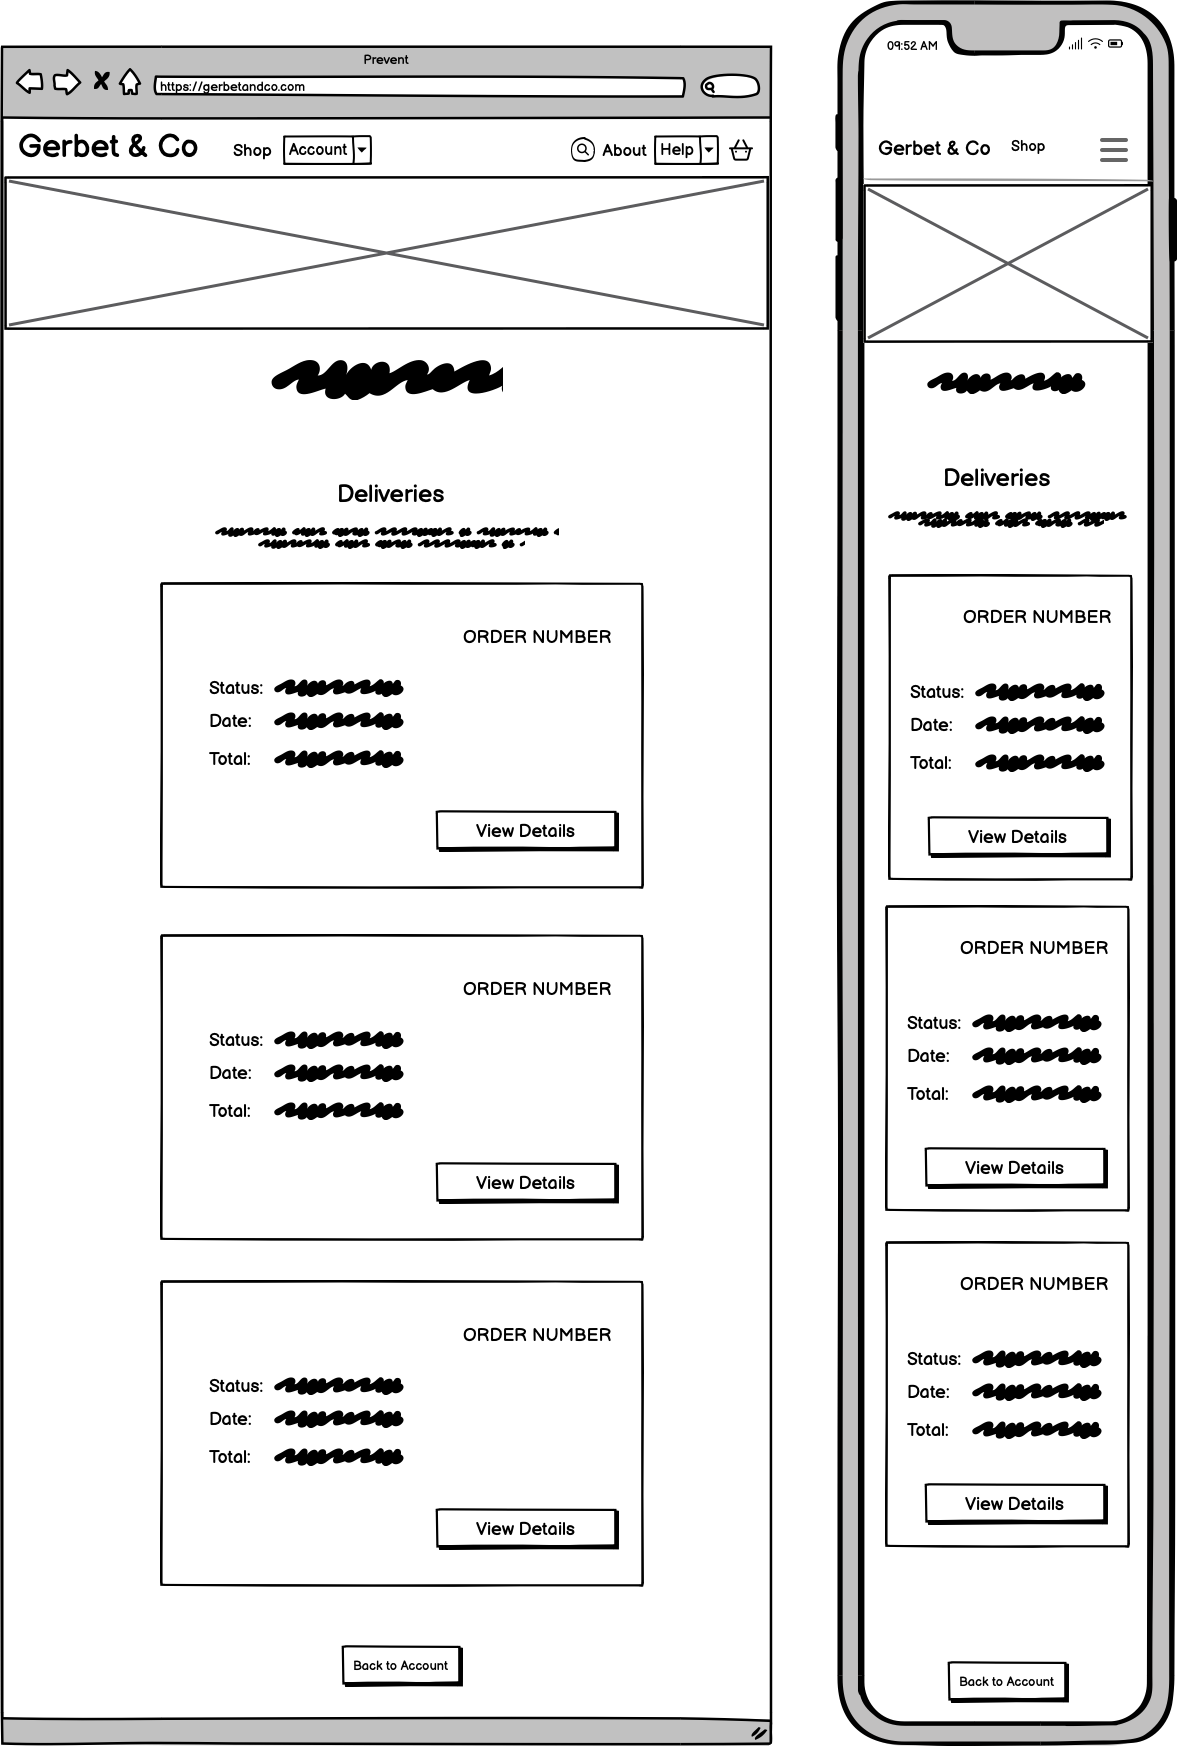 Prevent
https://gerbetandco.com
Gerbet & Co Shop Account About Help
Deliveries
ORDER NUMBER
Status:
Date:
Total:
View Details
ORDER NUMBER
Status:
Date:
Total:
View Details
ORDER NUMBER
Status:
Date:
Total:
View Details
Back to Account
09:52 AM
Gerbet & Co Shop
Deliveries
ORDER NUMBER
Status:
Date:
Total:
View Details
ORDER NUMBER
Status:
Date:
Total:
View Details
ORDER NUMBER
Status:
Date:
Total:
View Details
Back to Account